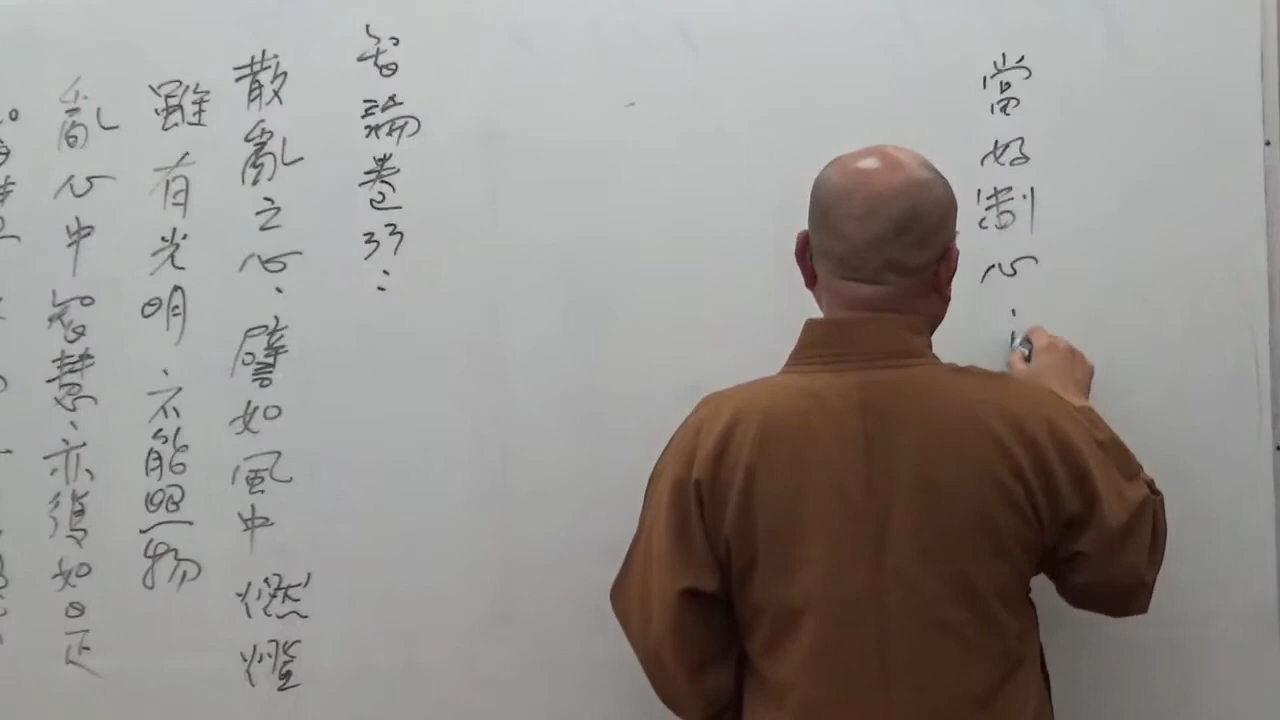 當好制心：
智論卷33：
散亂之心，譬如風中燃燈
雖有光明，不能照物
亂心中智慧，亦復如是